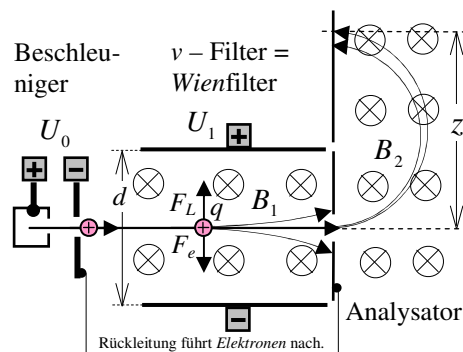 Beschleu-
niger
v – Filter =
Wienfilter
U0
U1
+
–
+
d
FL
q
B1
B2
z
+
+
Fe
–
Analysator
Rückleitung führt Elektronen nach.